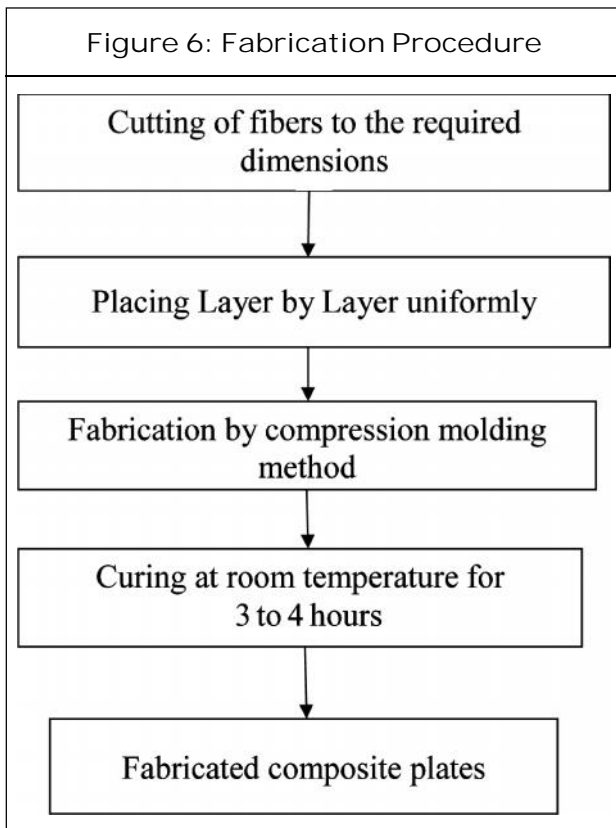 Figure 6: Fabrication Procedure
Cutting of fibers to the required
dimensions
Placing Layer by Layer uniformly
Fabrication by compression molding
method
Curing at room temperature for
3 to 4 hours
Fabricated composite plates